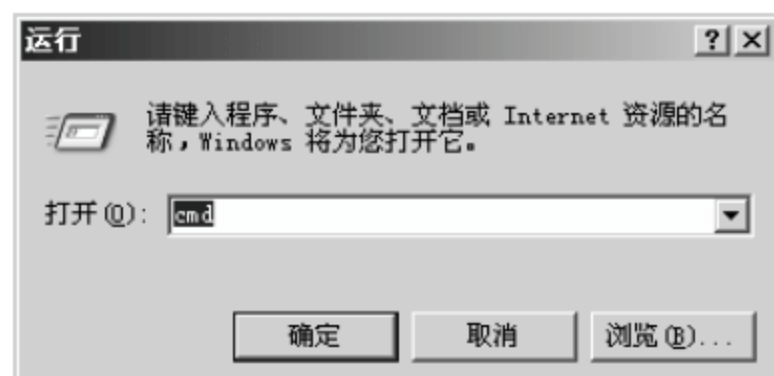 运行
请键入程序、文件夹、文档或 Internet 资源的名
称，Windows 将为您打开它。
打开(O): cmd
确定 取消 浏览(B)...